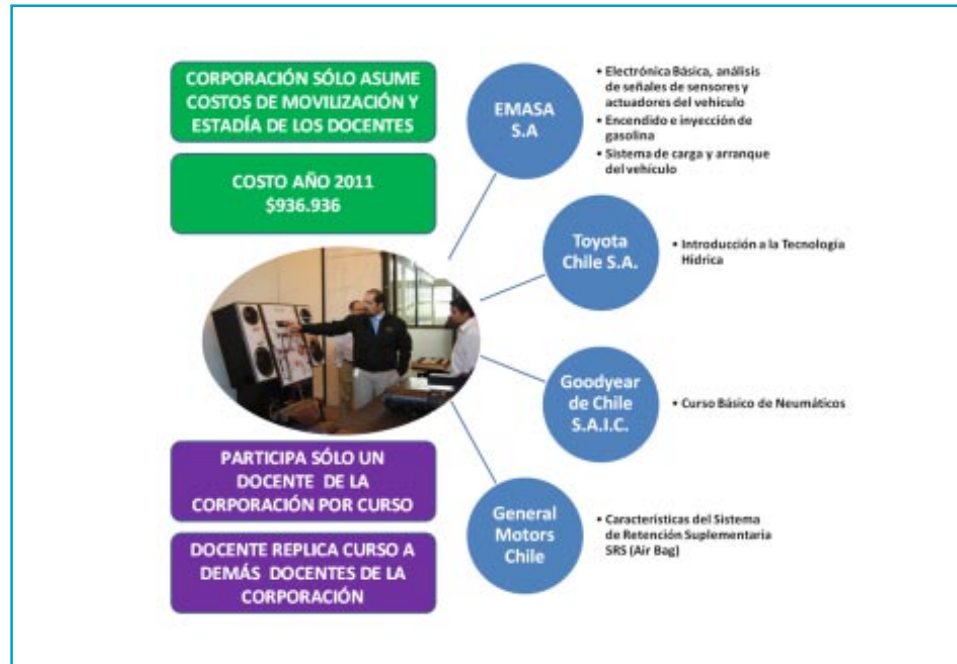 CORPORACIÓN SÓLO ASUME
COSTOS DE MOVILIZACIÓN Y
ESTADÍA DE LOS DOCENTES
COSTO AÑO 2011
$936.936
PARTICIPA SÓLO UN
DOCENTE DE LA
CORPORACIÓN POR CURSO
DOCENTE REPLICA CURSO A
DEMÁS DOCENTES DE LA
CORPORACIÓN
EMASA
S.A
• Electrónica Básica, análisis
de señales de sensores y
actuadores del vehículo
• Encendido e inyección de
gasolina
• Sistema de carga y arranque
del vehículo
Toyota
Chile S.A.
• Introducción a la Tecnología
Hídrica
Goodyear
de Chile
S.A.I.C.
• Curso Básico de Neumáticos
General
Motors
Chile
• Características del Sistema
de Retención Suplementaria
SRS (Air Bag)